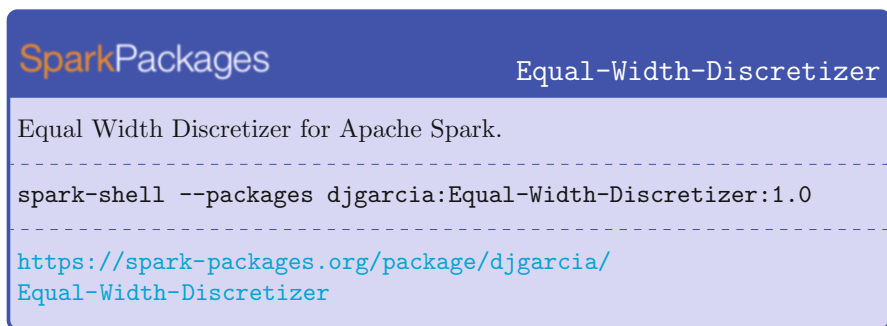 SparkPackages
Equal-Width-Discretizer
Equal Width Discretizer for Apache Spark.
spark-shell --packages djgarcia:Equal-Width-Discretizer:1.0
https://spark-packages.org/package/djgarcia/
Equal-Width-Discretizer